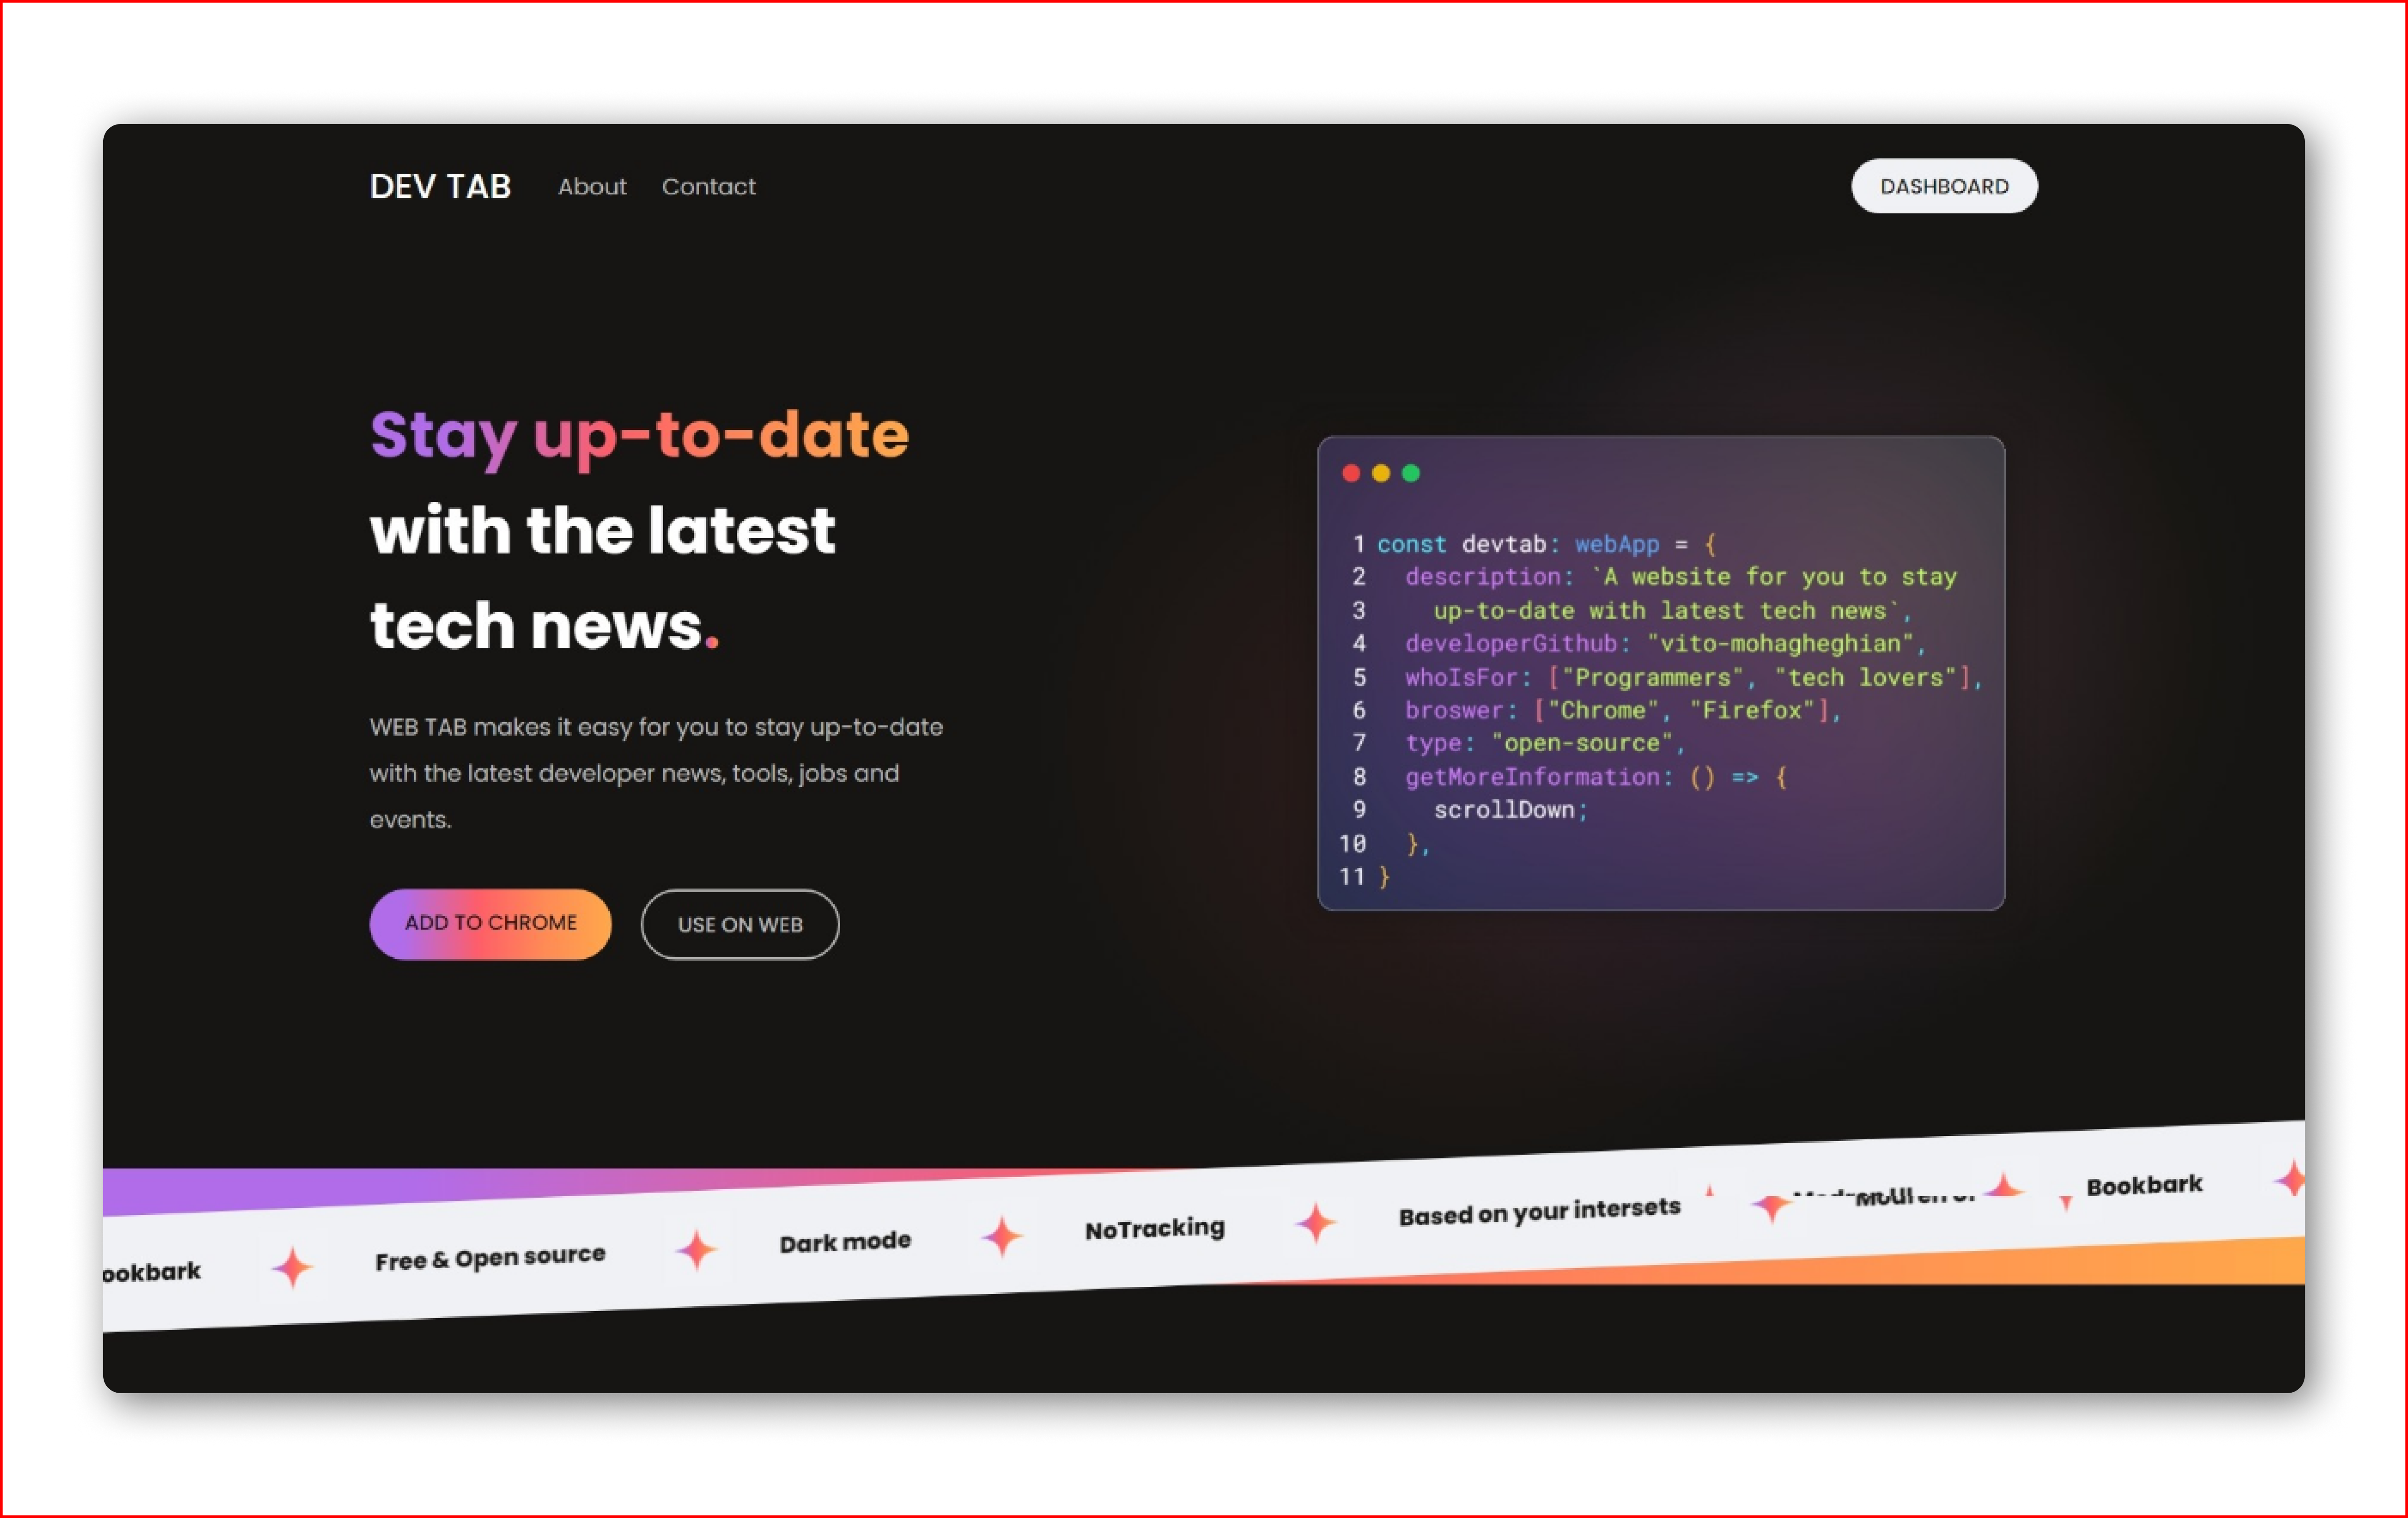 DEV TAB About Contact DASHBOARD
Stay up-to-date
with the latest
tech news.
WEB TAB makes it easy for you to stay up-to-date
with the latest developer news, tools, jobs and
events.
ADD TO CHROME USE ON WEB
1 const devtab: webApp = {
2 description: `A website for you to stay
3 up-to-date with latest tech news`,
4 developerGithub: "vito-mohagheghian",
5 whoIsFor: ["Programmers", "tech lovers"],
6 broswer: ["Chrome", "Firefox"],
7 type: "open-source",
8 getMoreInformation: () => {
9 scrollDown;
10 },
11 }
ookbark Free & Open source Dark mode NoTracking Based on your intersets Bookbark